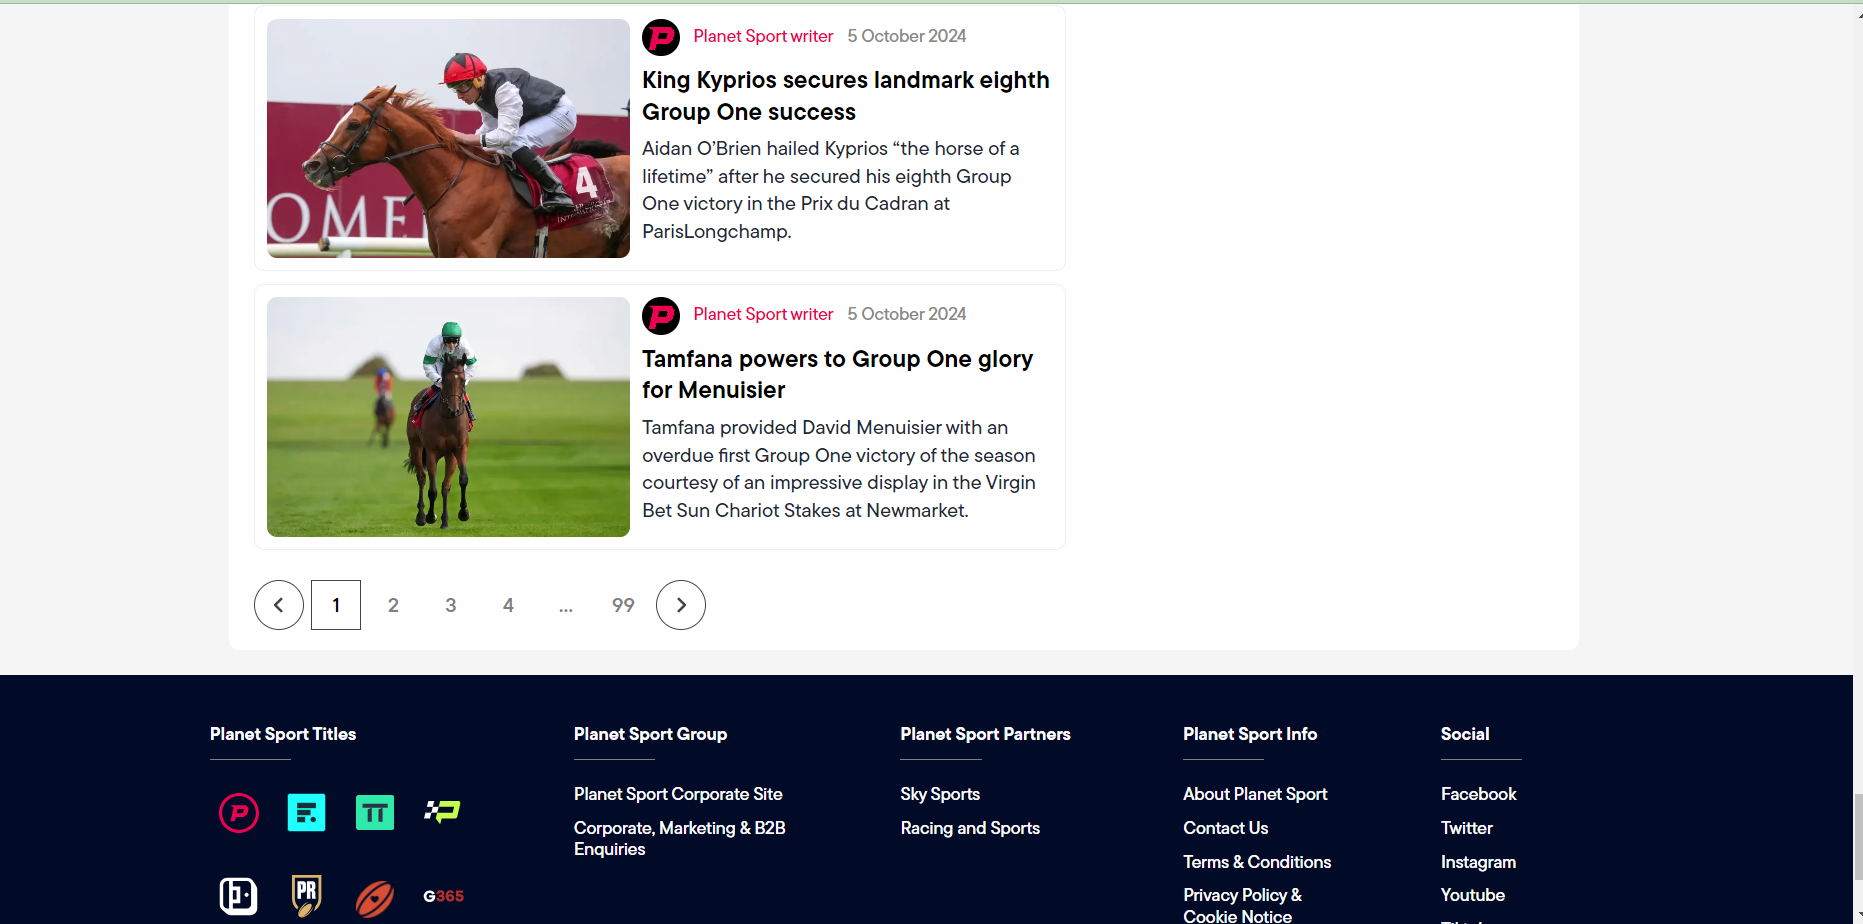 Planet Sport writer 5 October 2024
King Kyprios secures landmark eighth
Group One success
Aidan O’Brien hailed Kyprios “the horse of a
lifetime” after he secured his eighth Group
One victory in the Prix du Cadran at
ParisLongchamp.
4
OME
Planet Sport writer 5 October 2024
Tamfana powers to Group One glory
for Menuisier
Tamfana provided David Menuisier with an
overdue first Group One victory of the season
courtesy of an impressive display in the Virgin
Bet Sun Chariot Stakes at Newmarket.
1 2 3 4 ... 99
Planet Sport Titles
PR
G365
Planet Sport Group
Planet Sport Corporate Site
Corporate, Marketing & B2B
Enquiries
Planet Sport Partners
Sky Sports
Racing and Sports
Planet Sport Info
About Planet Sport
Contact Us
Terms & Conditions
Privacy Policy &
Cookie Notice
Social
Facebook
Twitter
Instagram
Youtube